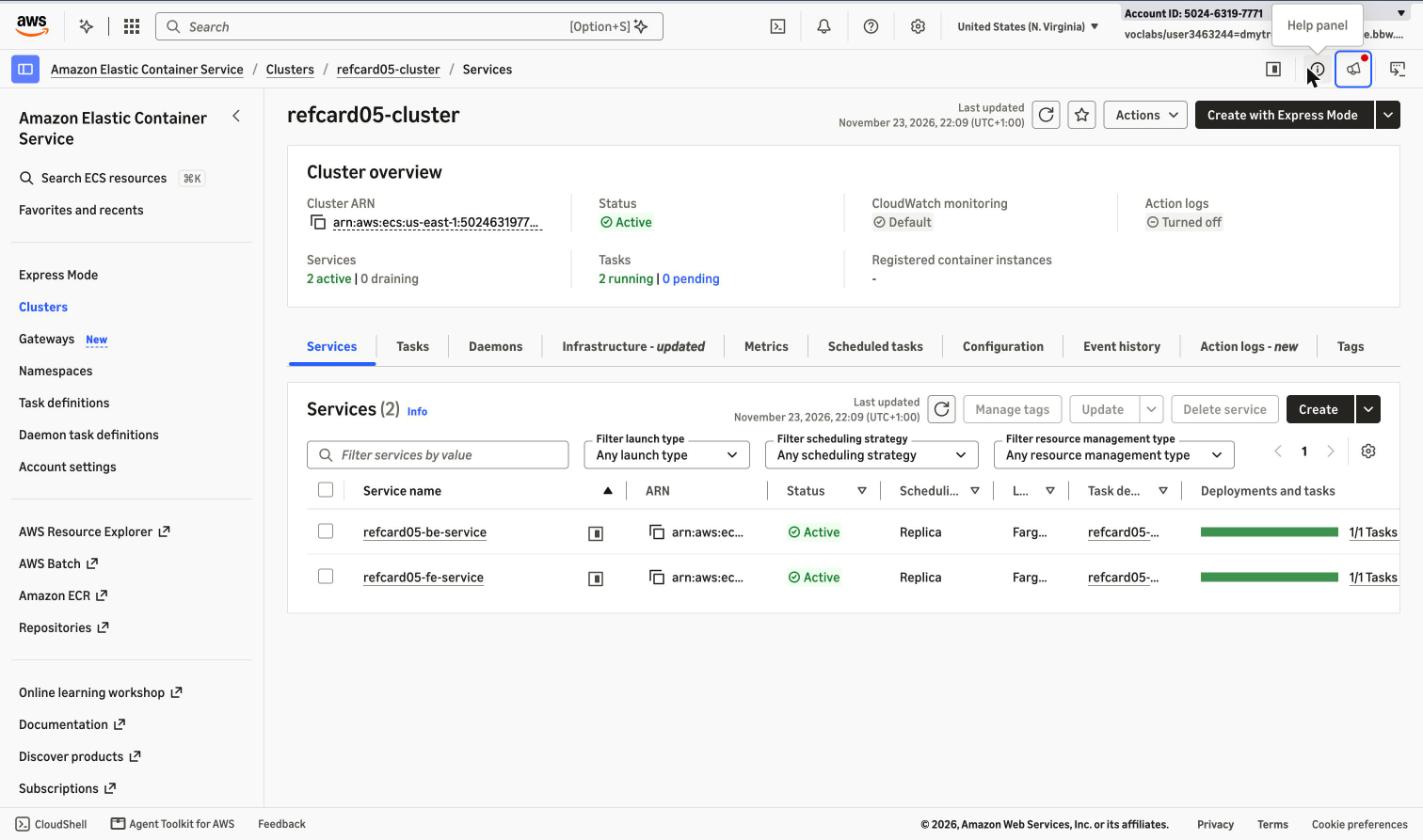 aws
Search [Option+S]
United States (N. Virginia)
Account ID: 5024-6319-7771
voclabs/user3463244=dmytr
e.bbw....
Help panel
Amazon Elastic Container Service / Clusters / refcard05-cluster / Services
Amazon Elastic Container
Service
Search ECS resources ⌘K
Favorites and recents
Express Mode
Clusters
Gateways New
Namespaces
Task definitions
Daemon task definitions
Account settings
AWS Resource Explorer
AWS Batch
Amazon ECR
Repositories
Online learning workshop
Documentation
Discover products
Subscriptions
refcard05-cluster
Last updated
November 23, 2026, 22:09 (UTC+1:00)
Actions
Create with Express Mode
Cluster overview
Cluster ARN
arn:aws:ecs:us-east-1:5024631977...
Status
Active
CloudWatch monitoring
Default
Action logs
Turned off
Services
2 active | 0 draining
Tasks
2 running | 0 pending
Registered container instances
-
Services Tasks Daemons Infrastructure - updated Metrics Scheduled tasks Configuration Event history Action logs - new Tags
Services (2) Info
Last updated
November 23, 2026, 22:09 (UTC+1:00)
Manage tags Update Delete service Create
Filter services by value
Filter launch type
Any launch type
Filter scheduling strategy
Any scheduling strategy
Filter resource management type
Any resource management type
1
Service name ARN Status Scheduli... L... Task de... Deployments and tasks
refcard05-be-service arn:aws:ec... Active Replica Farg... refcard05-... 1/1 Tasks
refcard05-fe-service arn:aws:ec... Active Replica Farg... refcard05-... 1/1 Tasks
CloudShell Agent Toolkit for AWS Feedback
© 2026, Amazon Web Services, Inc. or its affiliates. Privacy Terms Cookie preferences